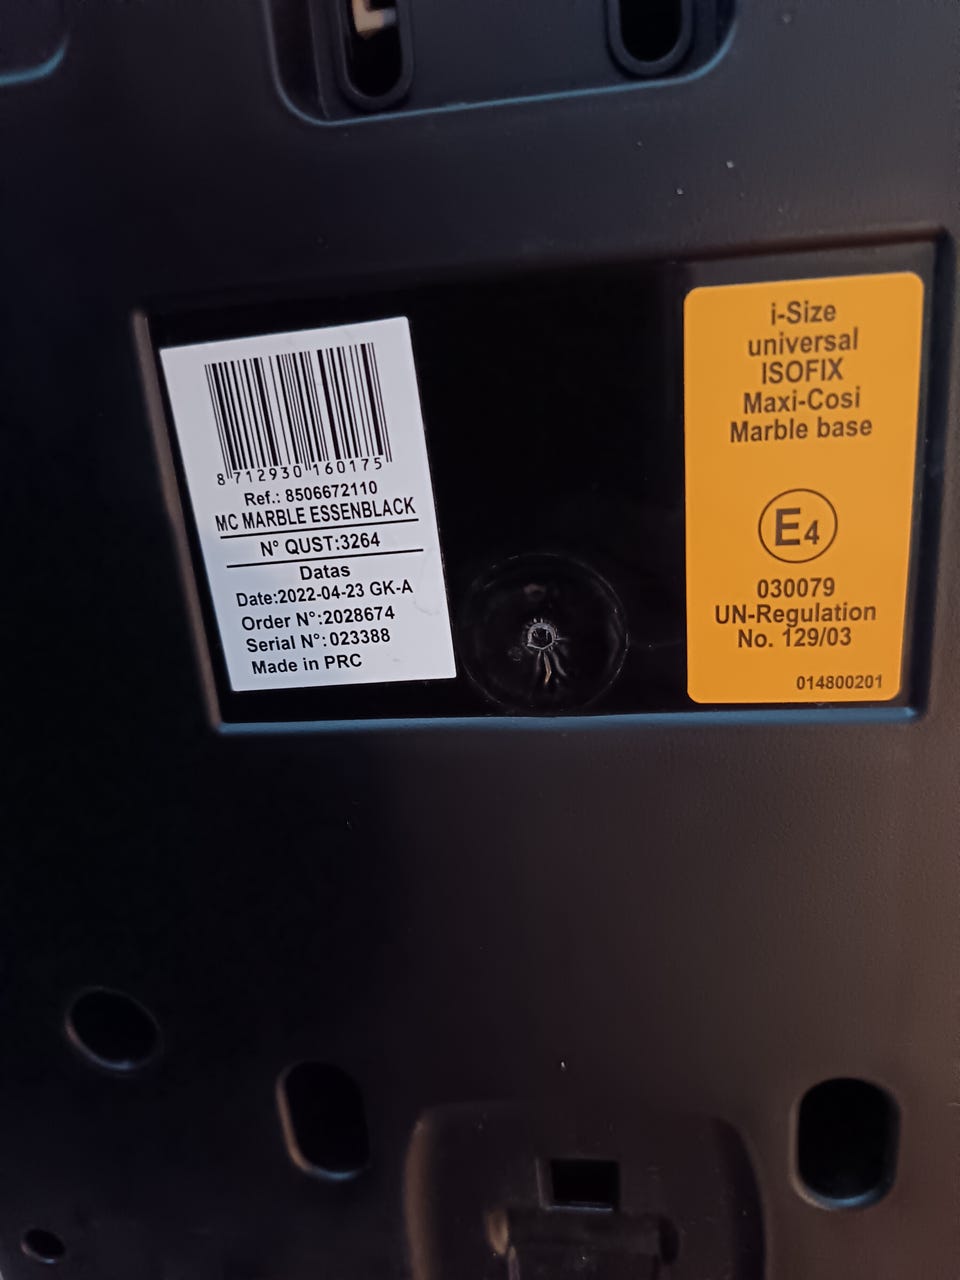 8 712930 160175
Ref.: 8506672110
MC MARBLE ESSENBLACK
N° QUST:3264
Datas
Date:2022-04-23 GK-A
Order N°:2028674
Serial N°: 023388
Made in PRC
i-Size
universal
ISOFIX
Maxi-Cosi
Marble base
E4
030079
UN-Regulation
No. 129/03
014800201